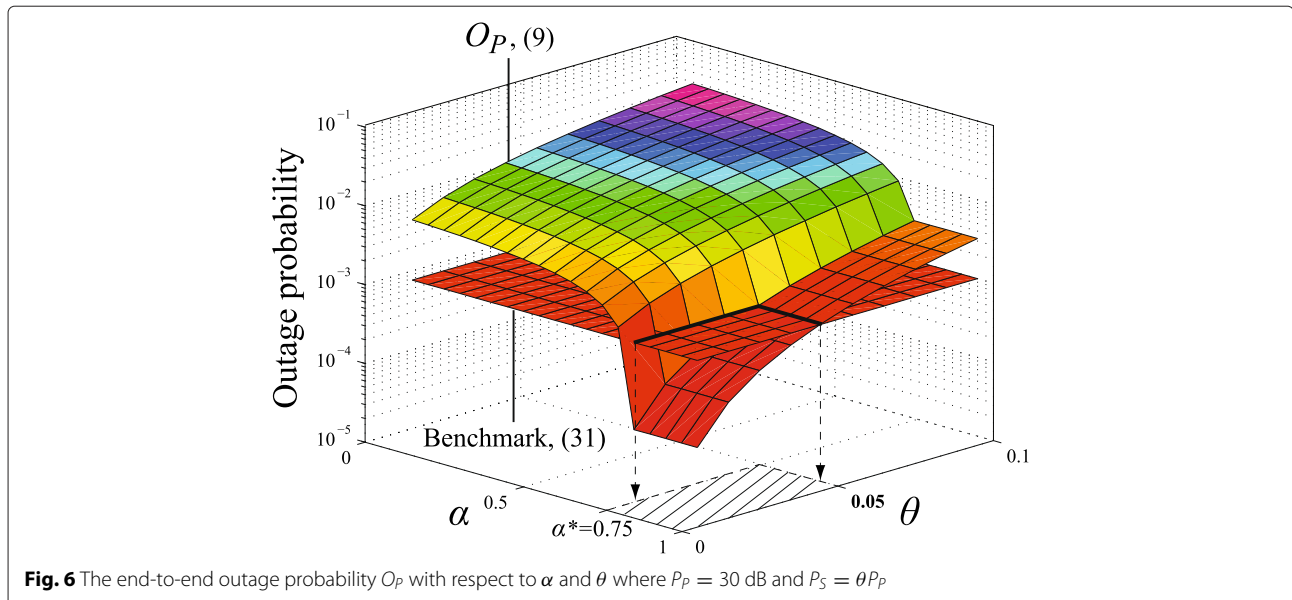 O_P, (9)
10^−1
10^−2
10^−3
10^−4
10^−5
Outage probability
Benchmark, (31)
0
0.5
α
α*=0.75
1
0
0.05
θ
0.1
Fig. 6 The end-to-end outage probability O_P with respect to α and θ where P_P = 30 dB and P_S = θP_P